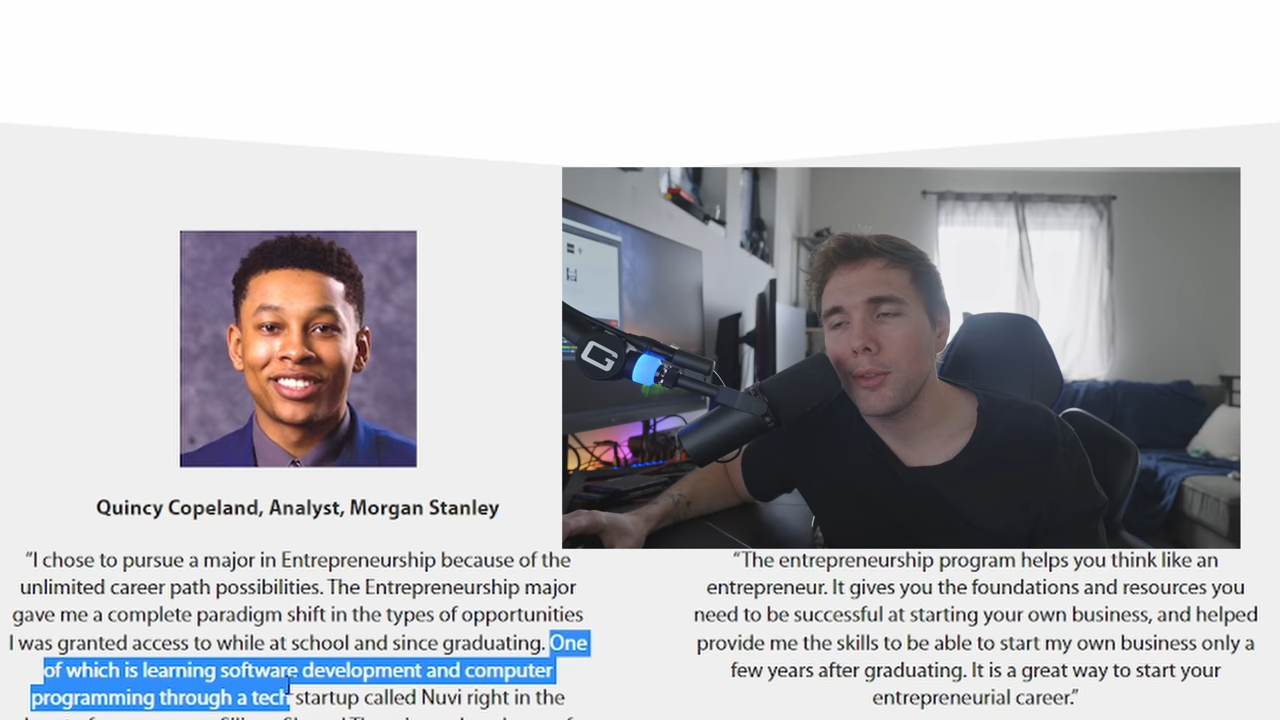 G
Quincy Copeland, Analyst, Morgan Stanley
“I chose to pursue a major in Entrepreneurship because of the
unlimited career path possibilities. The Entrepreneurship major
gave me a complete paradigm shift in the types of opportunities
I was granted access to while at school and since graduating. One
of which is learning software development and computer
programming through a tech startup called Nuvi right in the
“The entrepreneurship program helps you think like an
entrepreneur. It gives you the foundations and resources you
need to be successful at starting your own business, and helped
provide me the skills to be able to start my own business only a
few years after graduating. It is a great way to start your
entrepreneurial career.”